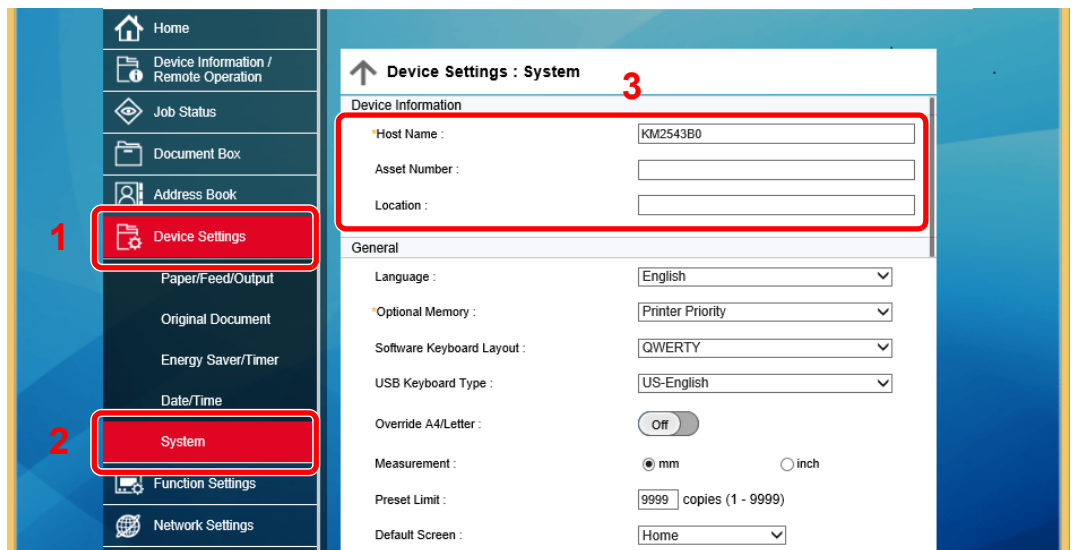 Home
Device Information /
Remote Operation
Job Status
Document Box
Address Book
1
Device Settings
Paper/Feed/Output
Original Document
Energy Saver/Timer
Date/Time
2
System
Function Settings
Network Settings
Device Settings : System
3
Device Information
*Host Name : KM2543B0
Asset Number :
Location :
General
Language : English
*Optional Memory : Printer Priority
Software Keyboard Layout : QWERTY
USB Keyboard Type : US-English
Override A4/Letter : Off
Measurement : mm inch
Preset Limit : 9999 copies (1 - 9999)
Default Screen : Home